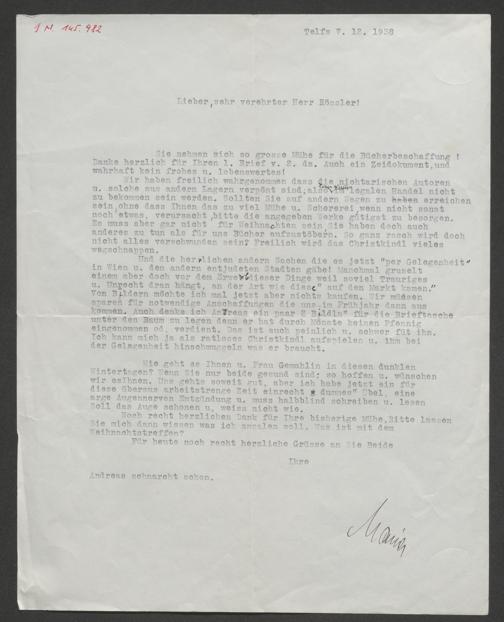 I N. 145.982
Telfs 7. 12. 1938
Lieber, sehr verehrter Herr Hössler!
Sie nehmen sich so grosse Mühe für die Bücherbeschaffung !
Danke herzlich für Ihren l. Brief v. 2. ds. Auch ein Zeidokument, und
wahrhaft kein frohes u. lebenswertes!
Wir haben freilich wahrgenommen dass die nichtarischen Autoren
u. solche aus andern Lagern verpönt sind, also im legalen Handel nicht
zu bekommen sein werden. Sollten Sie auf andern Wegen zu haben erreichen
sein, ohne dass Ihnen das zu viele Mühe u. Schererei, wenn nicht sonst
noch etwas, verursacht, bitte die angegeben Werke gütigst zu besorgen.
Es muss aber gar nicht für Weihnachten sein, Sie haben doch auch
anderes zu tun als für uns Bücher aufzustöbern. So ganz rasch wird doch
nicht alles verschwunden sein? Freilich wird das Christkindl vieles
wegschnappen.
Und die herrlichen andern Sachen die es jetzt "per Gelegenheit"
in Wien u. den andern entjudeten Städten gäbe! Manchmal gruselt
einem aber doch vor dem Erwerb dieser Dinge weil soviel Trauriges
u. Unrecht dran hängt, an der Art wie diese "auf den Markt kamen."
Von Bildern möchte ich mal jetzt aber nichts kaufen. Wir müssen
sparen für notwendige Anschaffungen die uns im Frühjahr dann aus
kommen. Auch danke ich Andreas ein paar 2 Bildln" für die Brieftasche
unter den Baum zu legen denn er hat durch Monate keinen Pfennig
eingenommen od. verdient. Das ist auch peinlich u. schwer für ihn.
Ich kann mich ja als ratloses Christkindl aufspielen u. ihm bei
der Gelegenheit hinschmuggeln was er braucht.
Wie geht es Ihnen u. Frau Gemahlin in diesen dunklen
Wintertagen? Wenn Sie nur beide gesund sind; so hoffen u. wünschen
wir es Ihnen. Uns gehts soweit gut, aber ich habe jetzt ein für
diese überaus arbeitstrenge Zeit einrecht " dummes" Übel, eine
arge Augennerven Entzündung u. muss halbblind schreiben u. lesen
Soll das Auge schonen u. weiss nicht wie.
Noch recht herzlichen Dank für Ihre bisherige Mühe, Bitte lassen
Sie mich dann wissen was ich zahlen soll. Was ist mit dem
Weihnachtstreffen?
Für heute noch recht herzliche Grüsse an Sie Beide
Ihre
Andreas schnarcht schon.